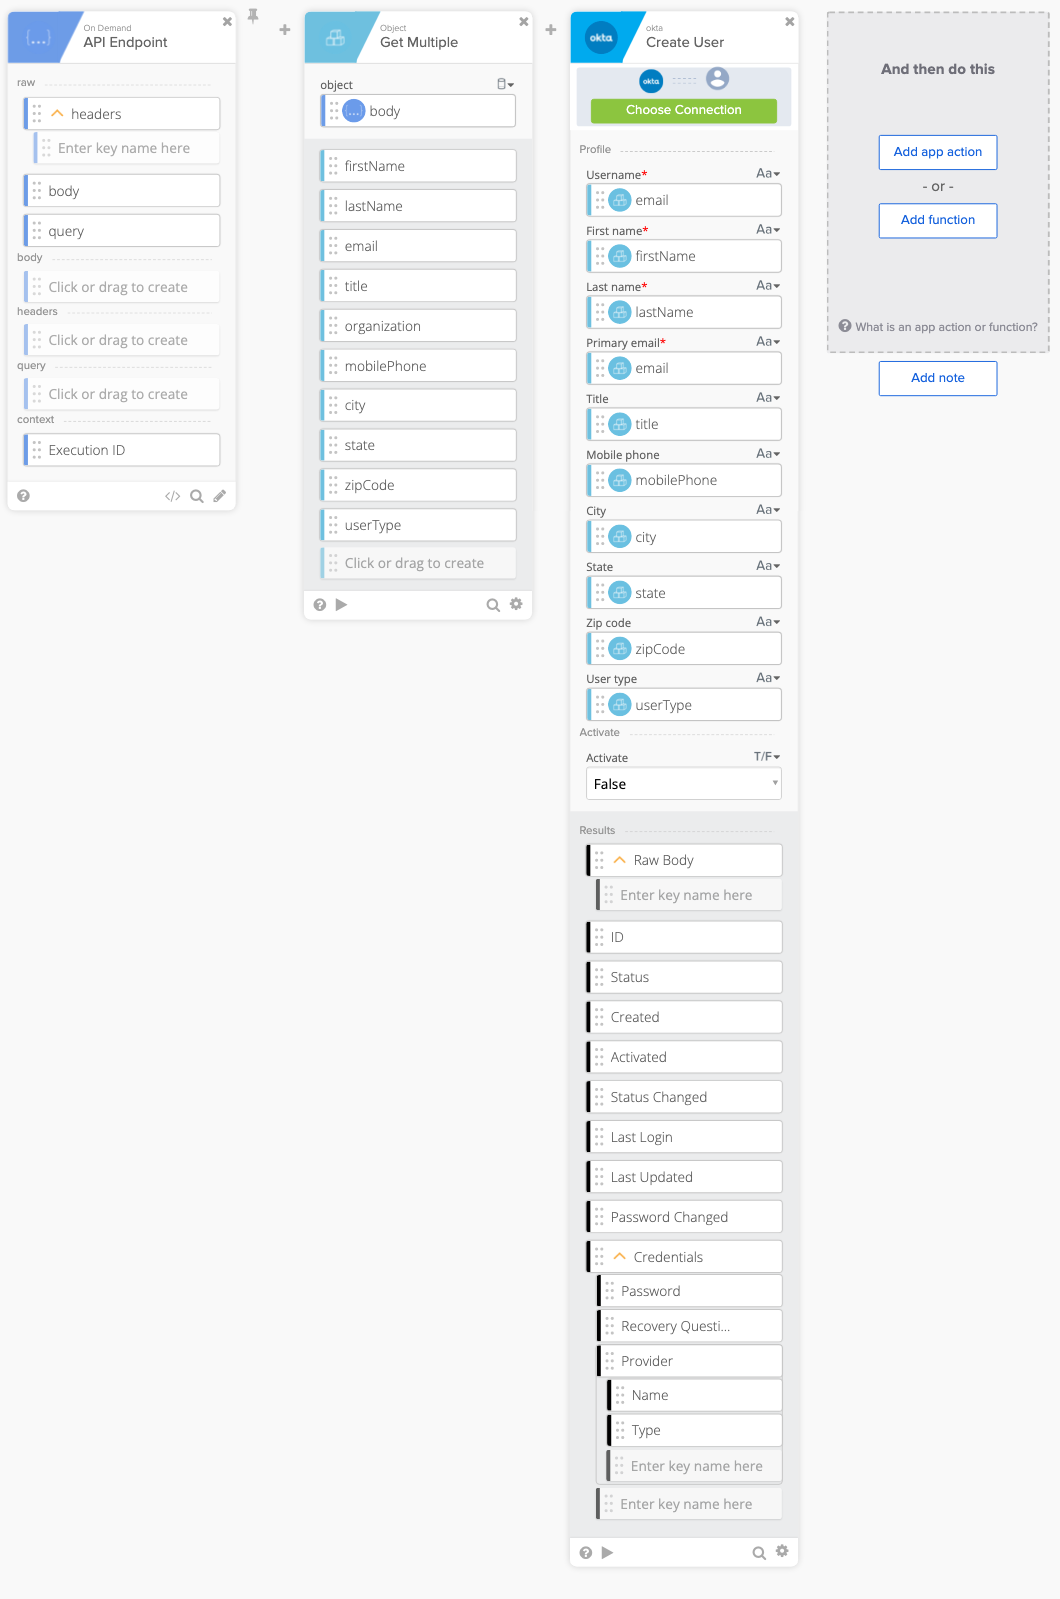 On Demand
API Endpoint
raw
headers
Enter key name here
body
query
body
Click or drag to create
headers
Click or drag to create
query
Click or drag to create
context
Execution ID
Object
Get Multiple
object
{...} body
firstName
lastName
email
title
organization
mobilePhone
city
state
zipCode
userType
Click or drag to create
okta
okta
Create User
okta
Choose Connection
Profile
Username* Aa
email
First name* Aa
firstName
Last name* Aa
lastName
Primary email* Aa
email
Title Aa
title
Mobile phone Aa
mobilePhone
City Aa
city
State Aa
state
Zip code Aa
zipCode
User type Aa
userType
Activate
Activate T/F
False
Results
Raw Body
Enter key name here
ID
Status
Created
Activated
Status Changed
Last Login
Last Updated
Password Changed
Credentials
Password
Recovery Questi...
Provider
Name
Type
Enter key name here
Enter key name here
And then do this
Add app action
- or -
Add function
What is an app action or function?
Add note